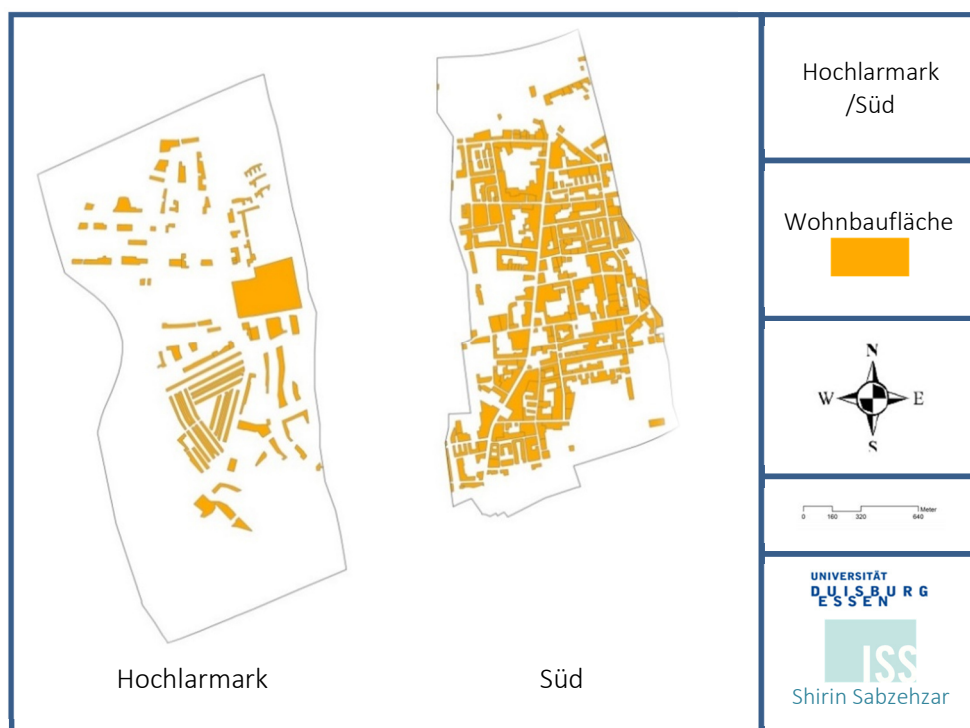 Hochlarmark
/Süd
Wohnbaufläche
N
W E
S
Meter
0 160 320 640
UNIVERSITÄT
DUISBURG
ESSEN
ISS
Shirin Sabzehzar
Hochlarmark Süd